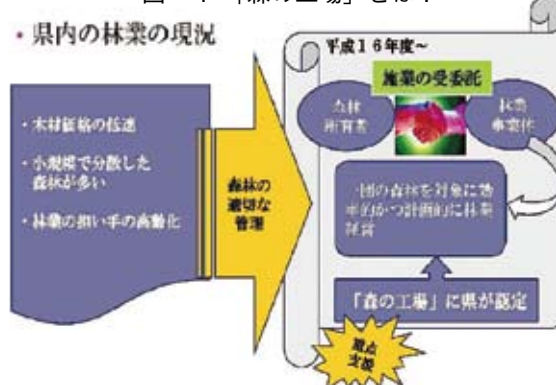 「森の工場」とは？
・県内の林業の現況
・木材価格の低迷
・小規模で分散した
森林が多い
・林業の担い手の高齢化
森林の
適切な
管理
平成16年度～
施業の受委託
森林
所有者
林業
事業体
一団の森林を対象に効
率的かつ計画的に林業
経営
「森の工場」に県が認定
重点
支援